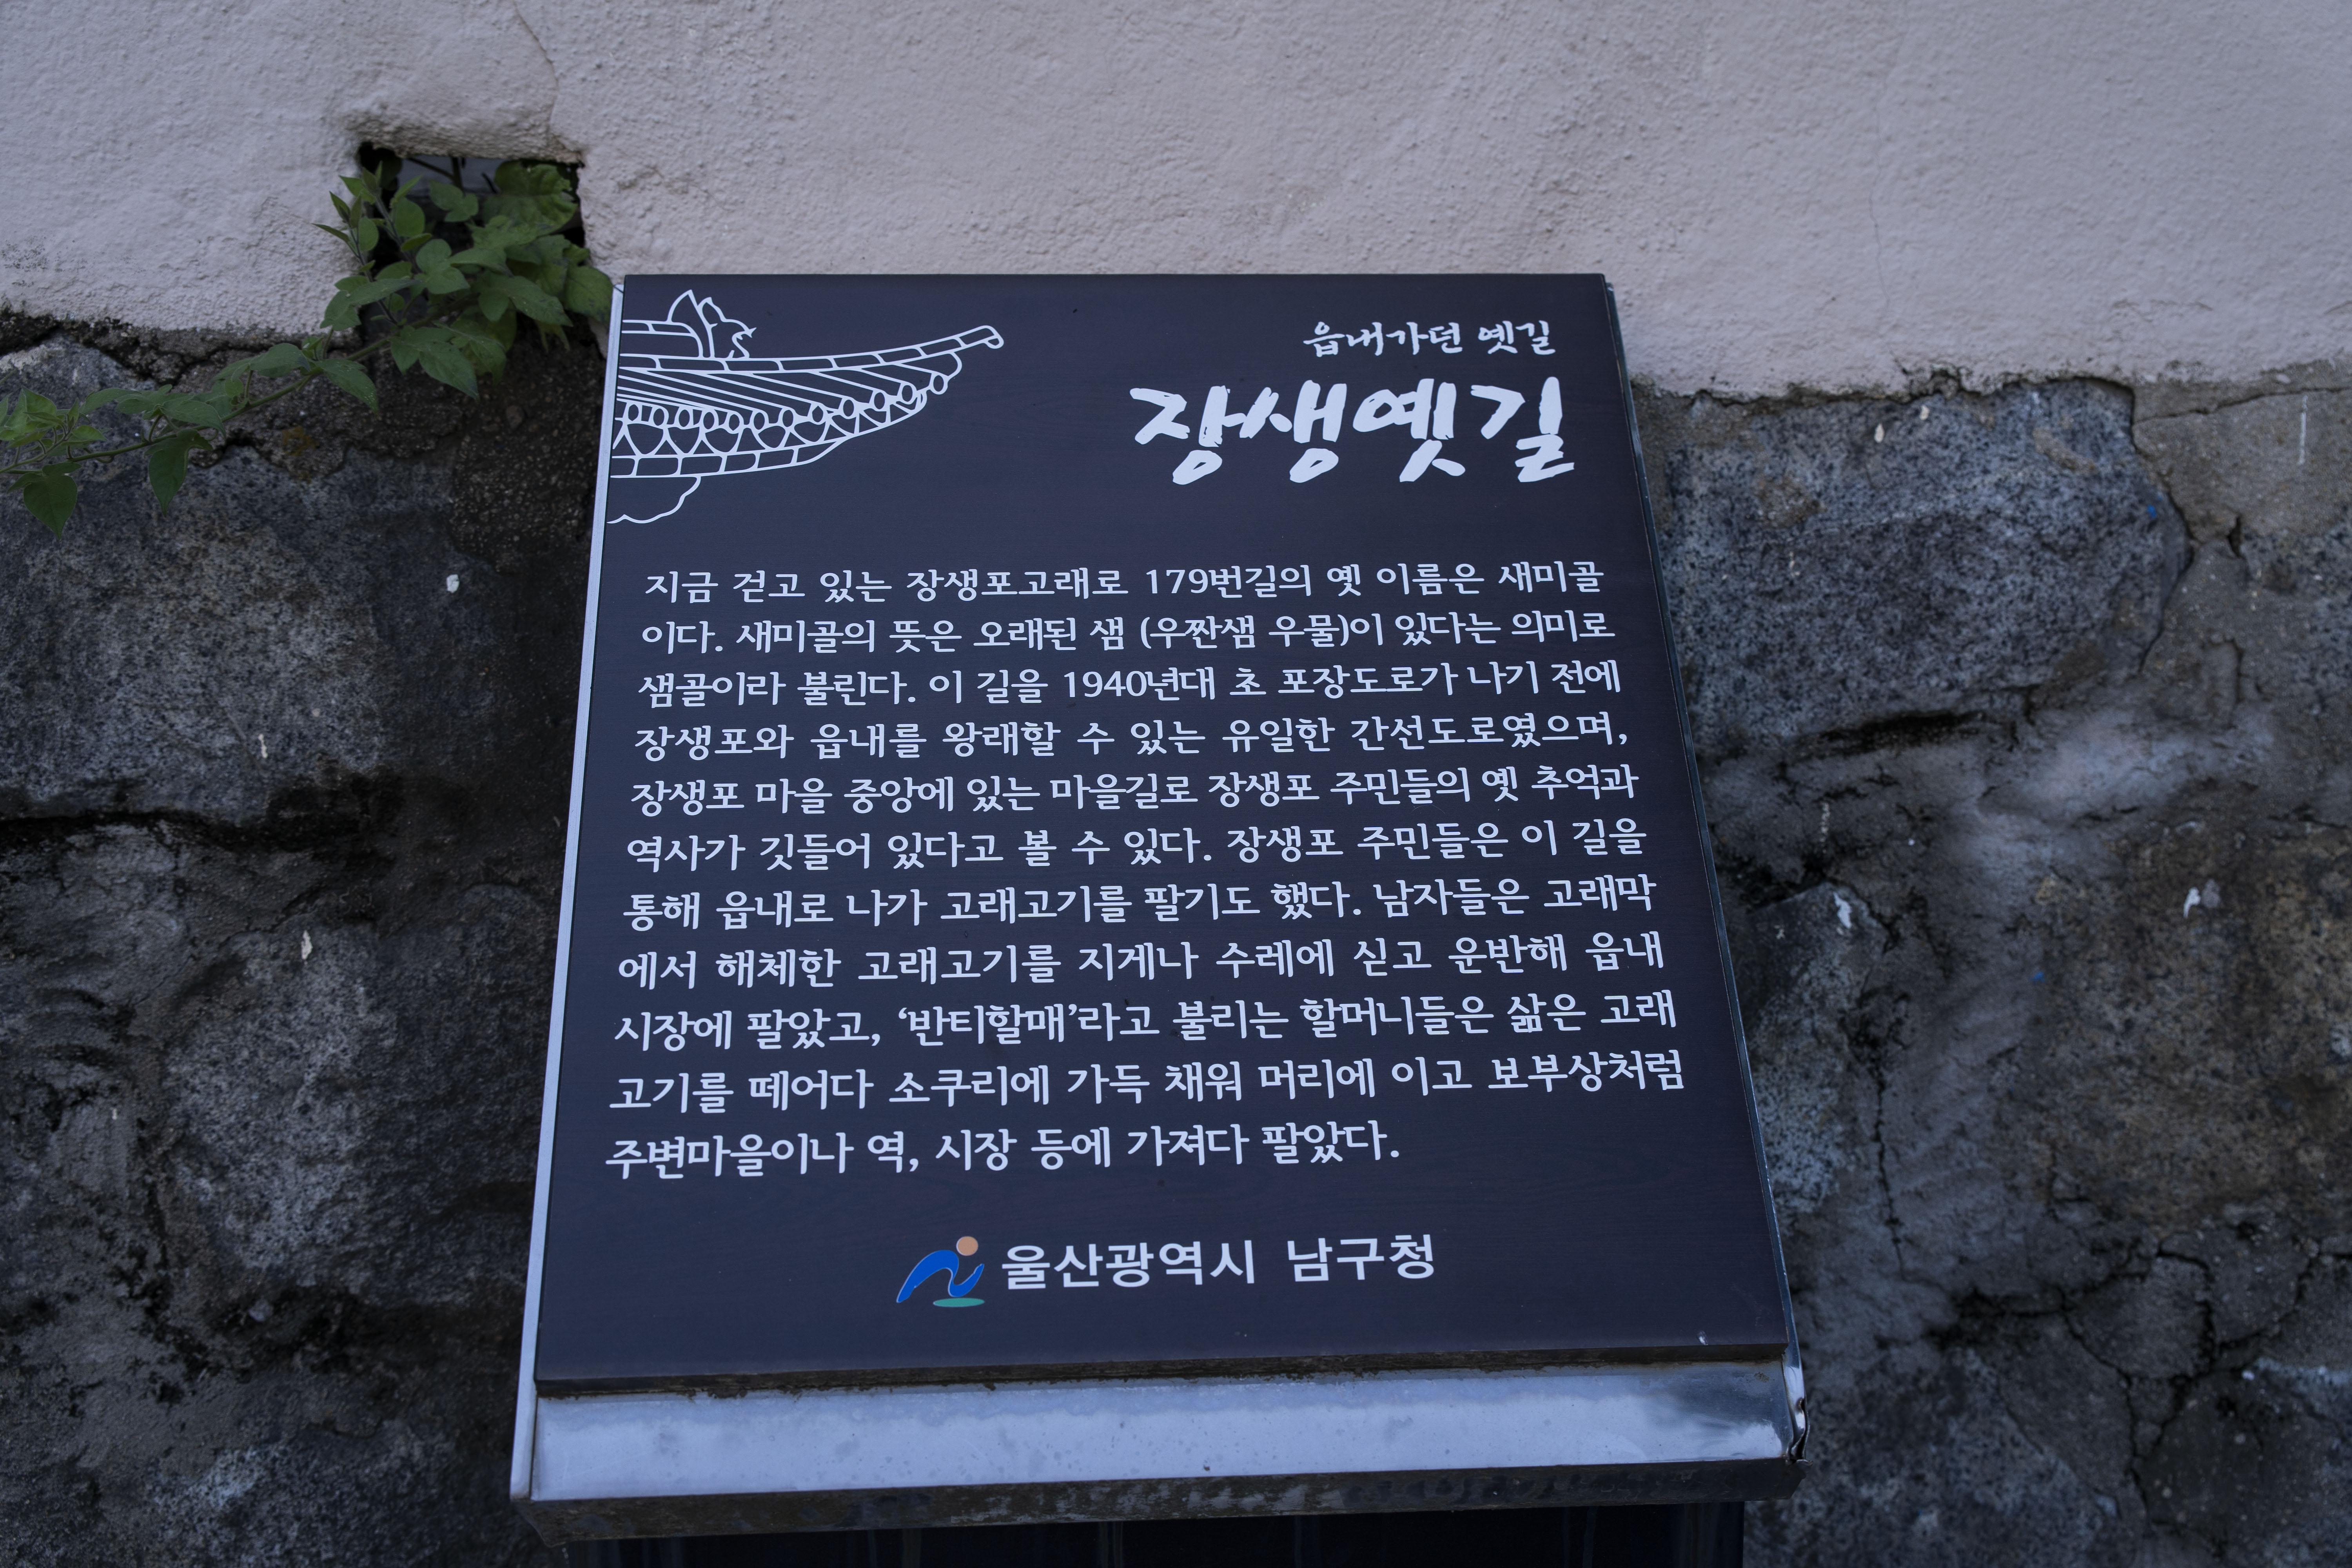 읍내가던 옛길
장생옛길
지금 걷고 있는 장생포고래로 179번길의 옛 이름은 새미골
이다. 새미골의 뜻은 오래된 샘 (우짠샘 우물)이 있다는 의미로
샘골이라 불린다. 이 길을 1940년대 초 포장도로가 나기 전에
장생포와 읍내를 왕래할 수 있는 유일한 간선도로였으며,
장생포 마을 중앙에 있는 마을길로 장생포 주민들의 옛 추억과
역사가 깃들어 있다고 볼 수 있다. 장생포 주민들은 이 길을
통해 읍내로 나가 고래고기를 팔기도 했다. 남자들은 고래막
에서 해체한 고래고기를 지게나 수레에 싣고 운반해 읍내
시장에 팔았고, ‘반티할매’라고 불리는 할머니들은 삶은 고래
고기를 떼어다 소쿠리에 가득 채워 머리에 이고 보부상처럼
주변마을이나 역, 시장 등에 가져다 팔았다.
울산광역시 남구청